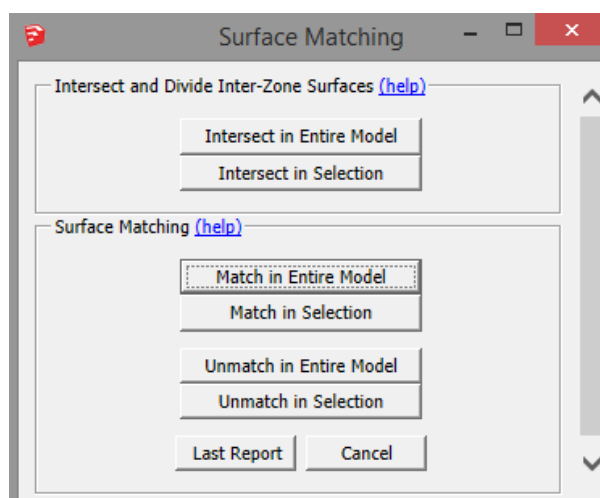 Surface Matching
Intersect and Divide Inter-Zone Surfaces (help)
Intersect in Entire Model
Intersect in Selection
Surface Matching (help)
Match in Entire Model
Match in Selection
Unmatch in Entire Model
Unmatch in Selection
Last Report Cancel